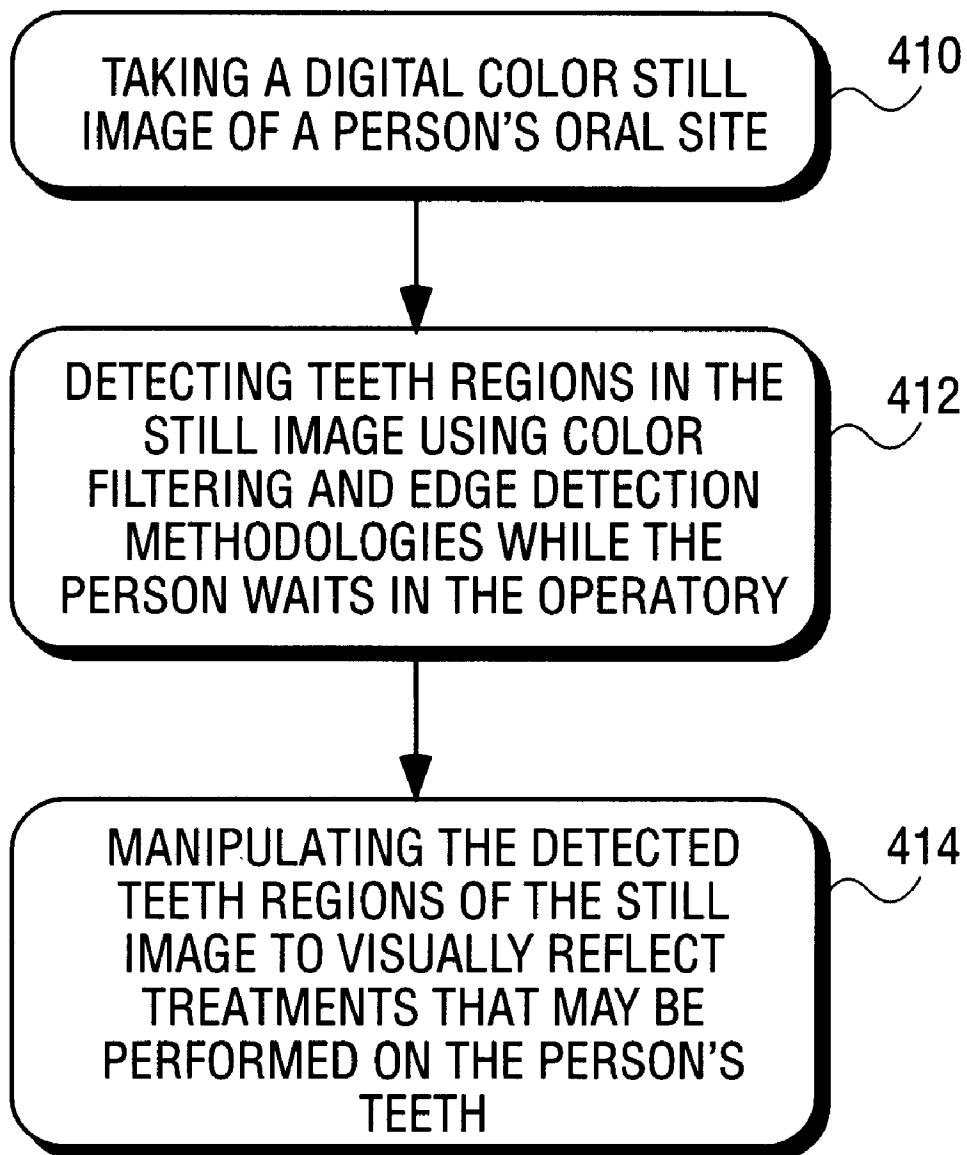 TAKING A DIGITAL COLOR STILL
IMAGE OF A PERSON'S ORAL SITE
410
DETECTING TEETH REGIONS IN THE
STILL IMAGE USING COLOR
FILTERING AND EDGE DETECTION
METHODOLOGIES WHILE THE
PERSON WAITS IN THE OPERATORY
412
MANIPULATING THE DETECTED
TEETH REGIONS OF THE STILL
IMAGE TO VISUALLY REFLECT
TREATMENTS THAT MAY BE
PERFORMED ON THE PERSON'S
TEETH
414